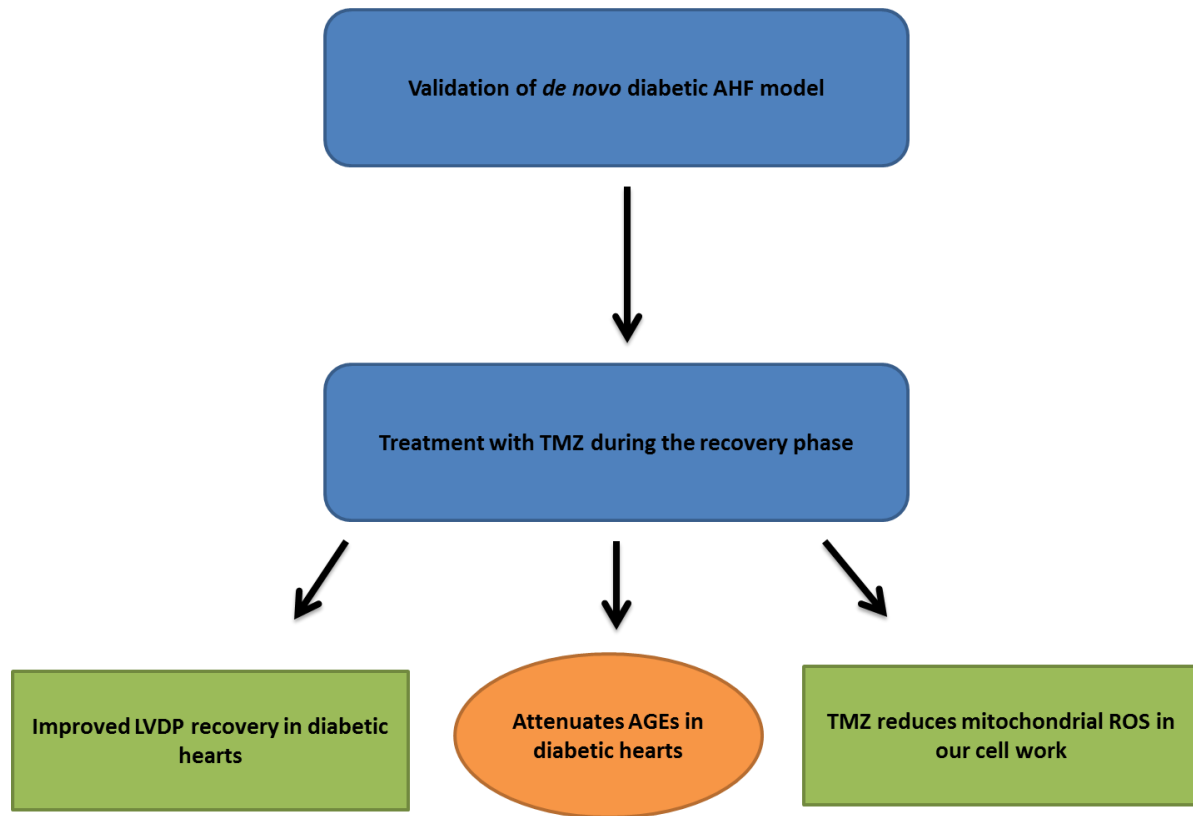 Validation of de novo diabetic AHF model
Treatment with TMZ during the recovery phase
Improved LVDP recovery in diabetic
hearts
Attenuates AGEs in
diabetic hearts
TMZ reduces mitochondrial ROS in
our cell work